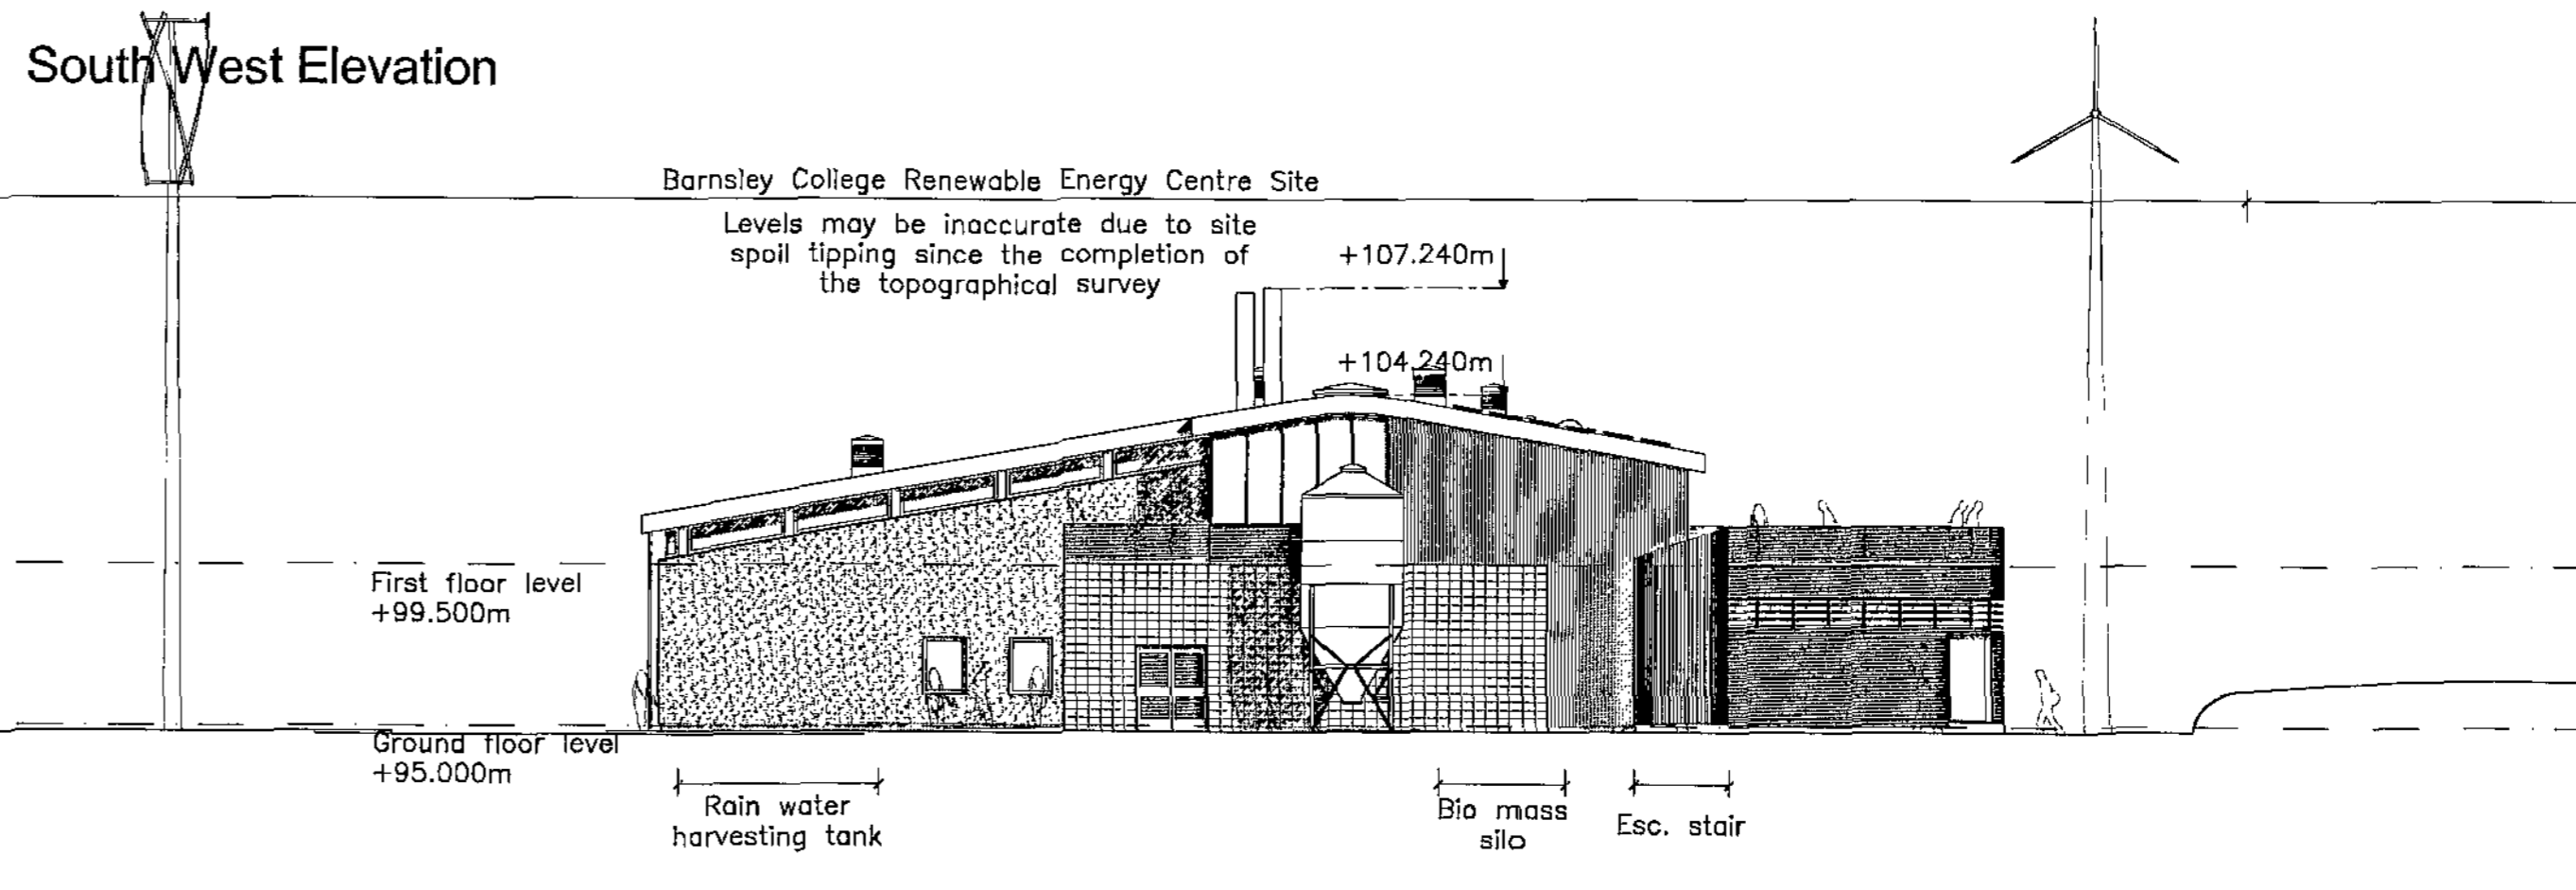 South West Elevation
Barnsley College Renewable Energy Centre Site
Levels may be inaccurate due to site
spoil tipping since the completion of
the topographical survey
+107.240m
+104.240m
First floor level
+99.500m
Ground floor level
+95.000m
Rain water
harvesting tank
Bio mass
silo
Esc. stair